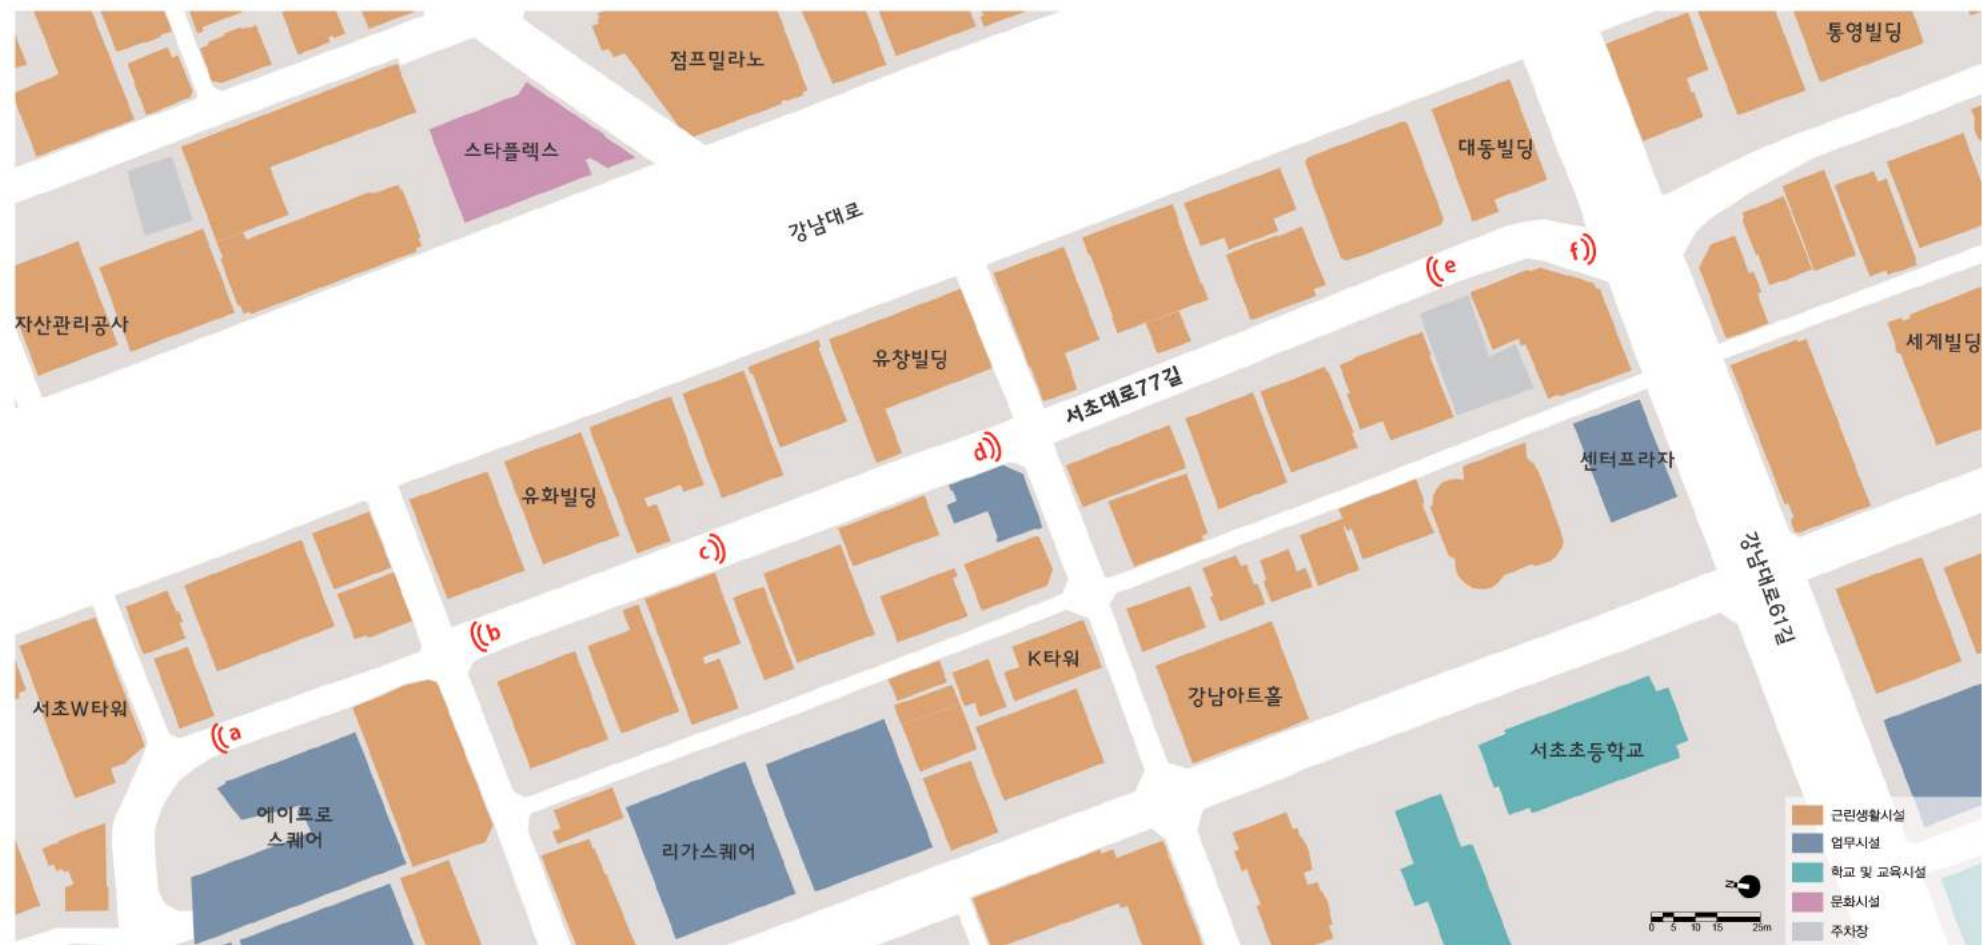 통영빌딩
점프밀라노
스타플렉스
대동빌딩
강남대로
f
e
자산관리공사
세계빌딩
유창빌딩
서초대로77길
d
센터프라자
유화빌딩
c
강남대로61길
b
K타워
강남아트홀
서초W타워
a
서초초등학교
에이프로
스퀘어
리가스퀘어
근린생활시설
업무시설
학교 및 교육시설
문화시설
주차장
N
0 5 10 15 25m